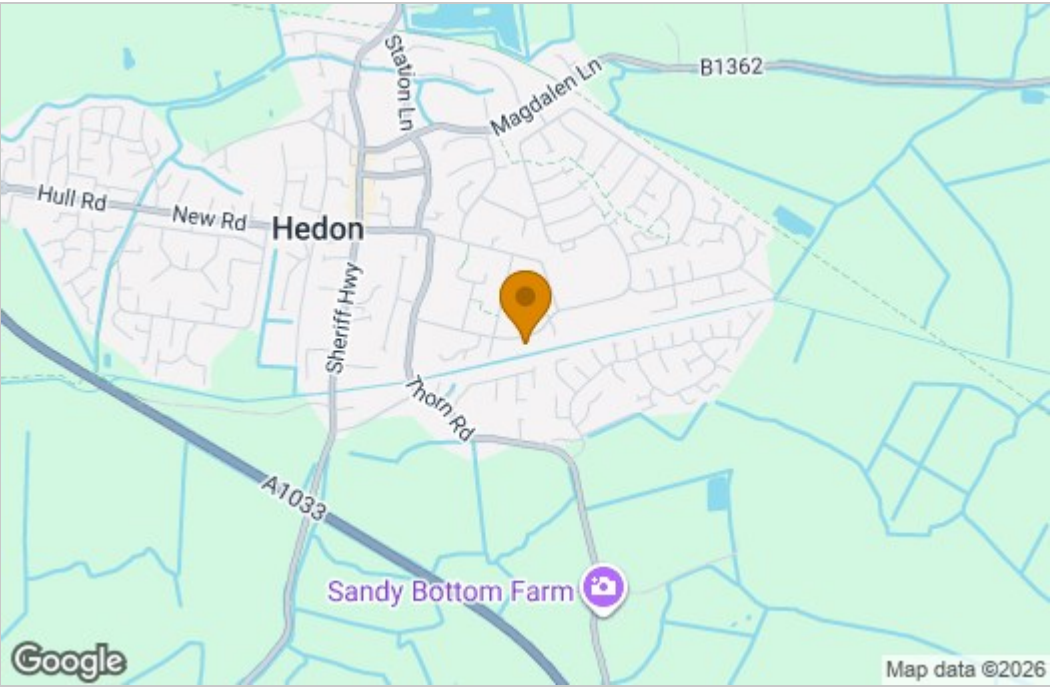 Station Ln
Magdalen Ln
B1362
Hull Rd
New Rd
Hedon
Sheriff Hwy
Thorn Rd
A1033
Sandy Bottom Farm
Google
Map data ©2026